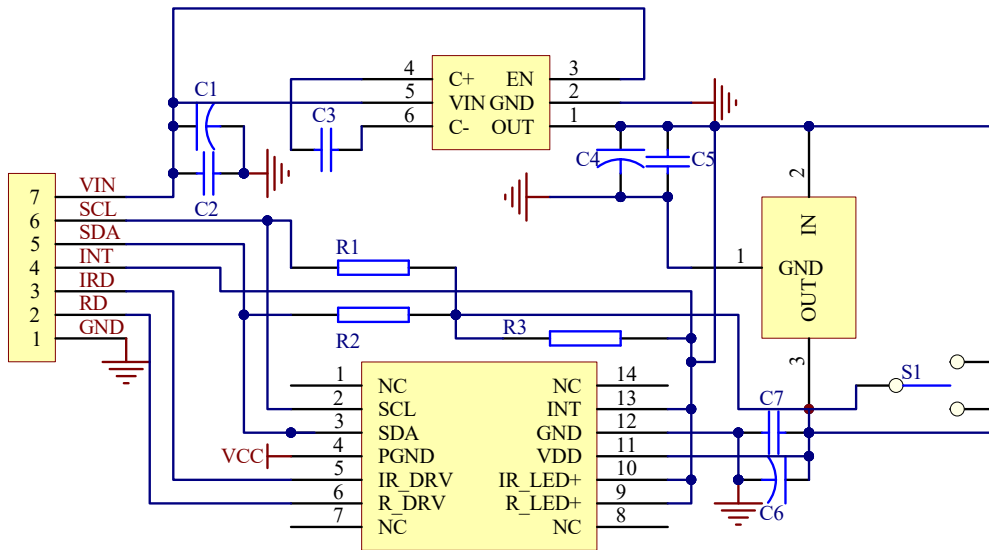 4 C+ EN 3
5 VIN GND 2
6 C- OUT 1
C1
C3
C2
C4
C5
2
IN
1 GND
OUT
3
7 VIN
6 SCL
5 SDA
4 INT
3 IRD
2 RD
1 GND
R1
R2
R3
S1
C7
C6
1 NC NC 14
2 SCL INT 13
3 SDA GND 12
VCC
4 PGND VDD 11
5 IR_DRV IR_LED+ 10
6 R_DRV R_LED+ 9
7 NC NC 8